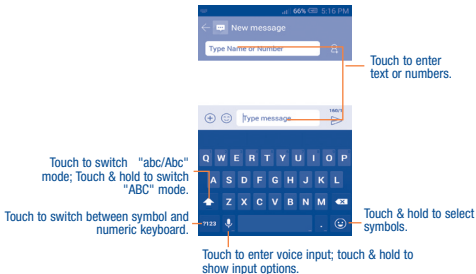 66% 5:16 PM
New message
Type Name or Number
Touch to enter
text or numbers.
Type message
Q W E R T Y U I O P
A S D F G H J K L
Z X C V B N M
?123 .
Touch to switch "abc/Abc"
mode; Touch & hold to switch
"ABC" mode.
Touch to switch between symbol and
numeric keyboard.
Touch & hold to select
symbols.
Touch to enter voice input; touch & hold to
show input options.